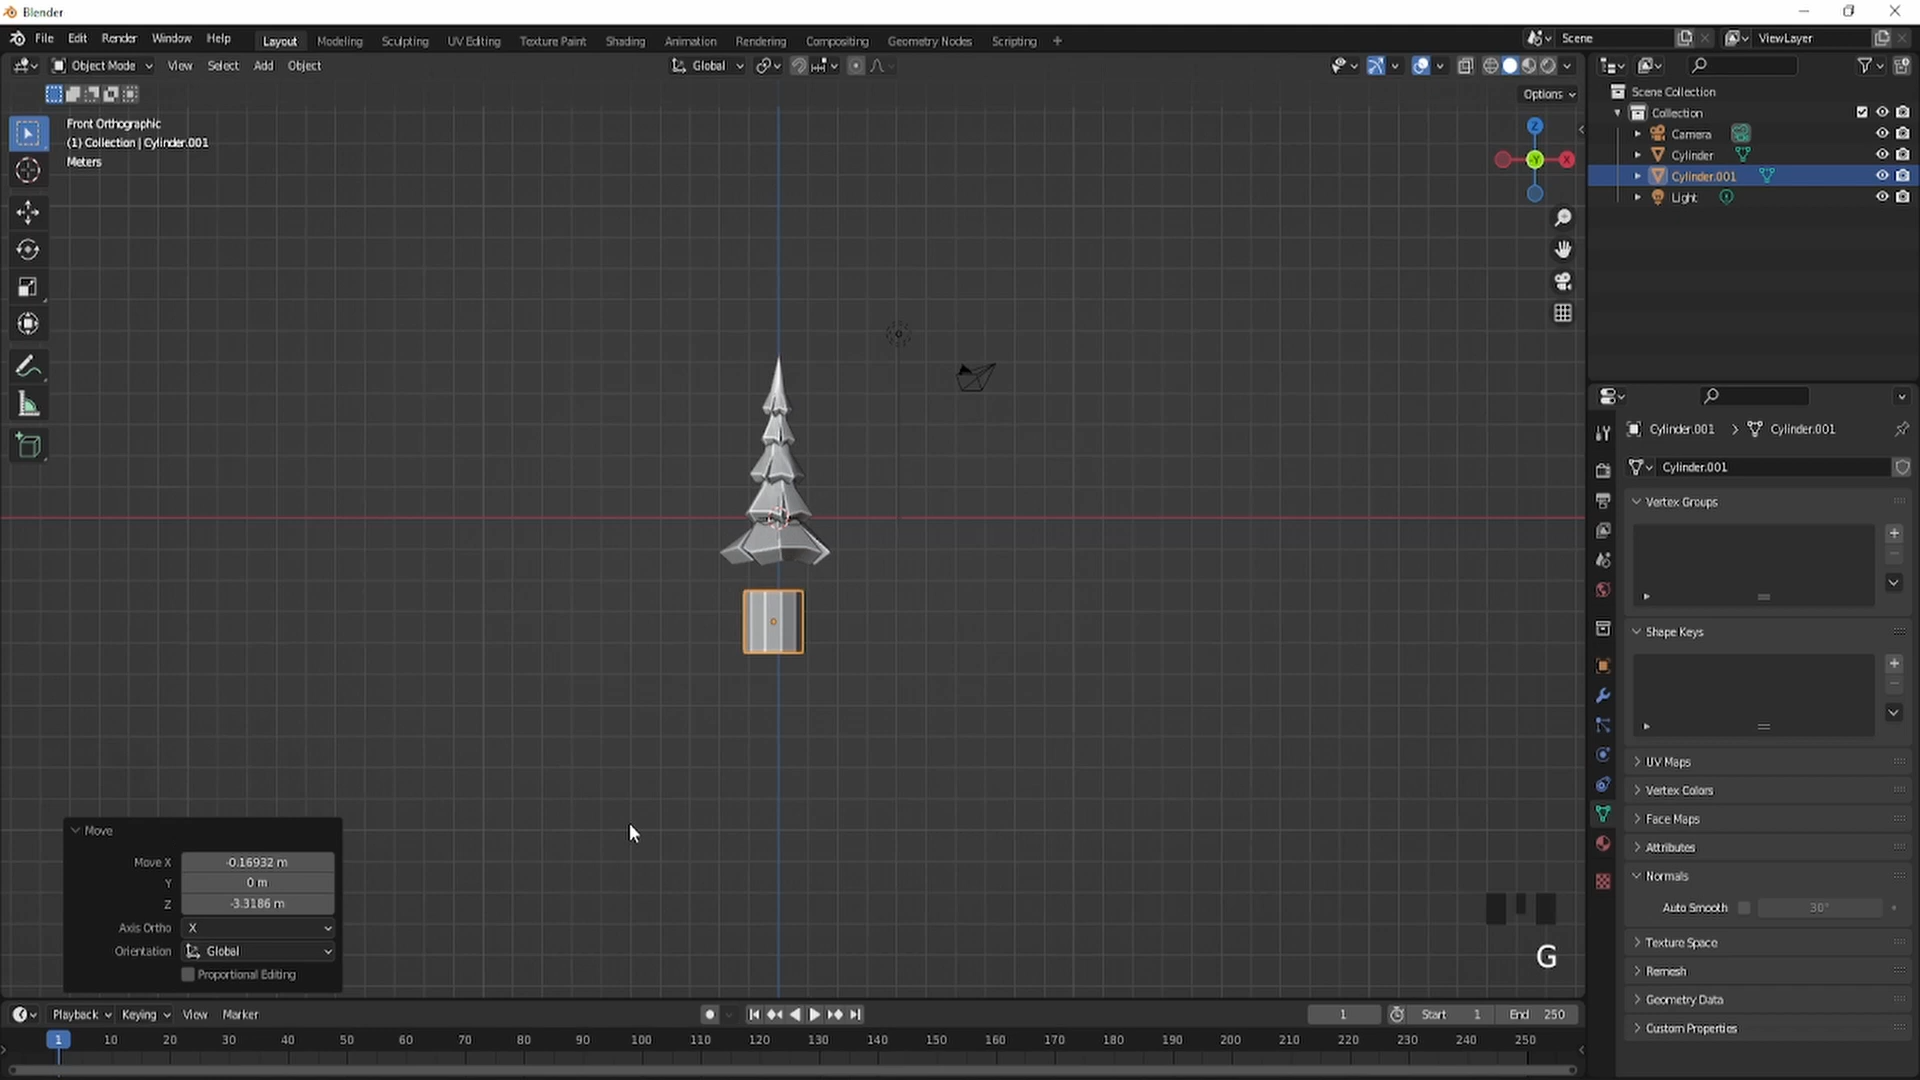 Blender
File Edit Render Window Help Layout Modeling Sculpting UV Editing Texture Paint Shading Animation Rendering Compositing Geometry Nodes Scripting + Scene ViewLayer
Object Mode View Select Add Object Global
Options
Front Orthographic
(1) Collection | Cylinder.001
Meters
Z
-Y
X
Scene Collection
Collection
Camera
Cylinder
Cylinder.001
Light
Cylinder.001 Cylinder.001
Cylinder.001
Vertex Groups
Shape Keys
UV Maps
Vertex Colors
Face Maps
Attributes
Normals
Auto Smooth 30°
Texture Space
Remesh
Geometry Data
Custom Properties
Move
Move X -0.16932 m
Y 0 m
Z -3.3186 m
Axis Ortho X
Orientation Global
Proportional Editing
G
Playback Keying View Marker 1 Start 1 End 250
1 10 20 30 40 50 60 70 80 90 100 110 120 130 140 150 160 170 180 190 200 210 220 230 240 250